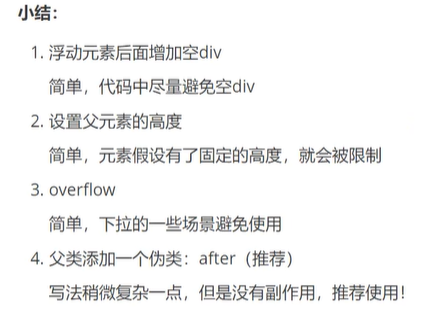 小结：
1. 浮动元素后面增加空div
简单，代码中尽量避免空div
2. 设置父元素的高度
简单，元素假设有了固定的高度，就会被限制
3. overflow
简单，下拉的一些场景避免使用
4. 父类添加一个伪类：after（推荐）
写法稍微复杂一点，但是没有副作用，推荐使用！